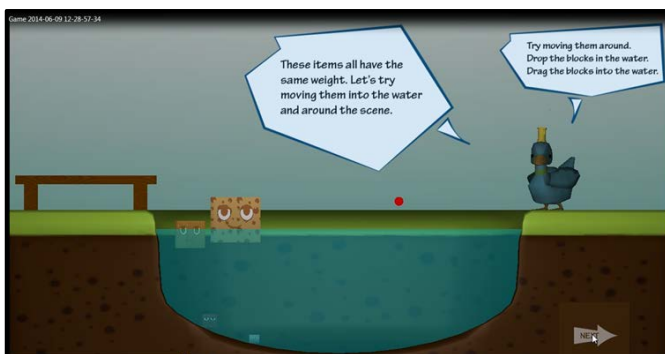 Game 2014-06-09 12-28-57-34
These items all have the
same weight. Let's try
moving them into the water
and around the scene.
Try moving them around.
Drop the blocks in the water.
Drag the blocks into the water.
NEXT